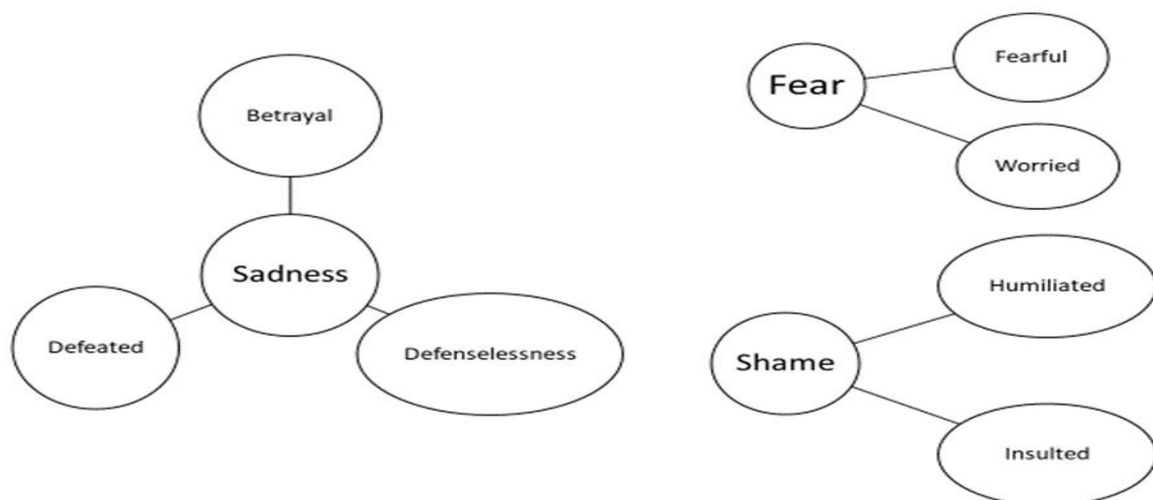 Betrayal
Sadness
Defeated
Defenselessness
Fear
Fearful
Worried
Shame
Humiliated
Insulted